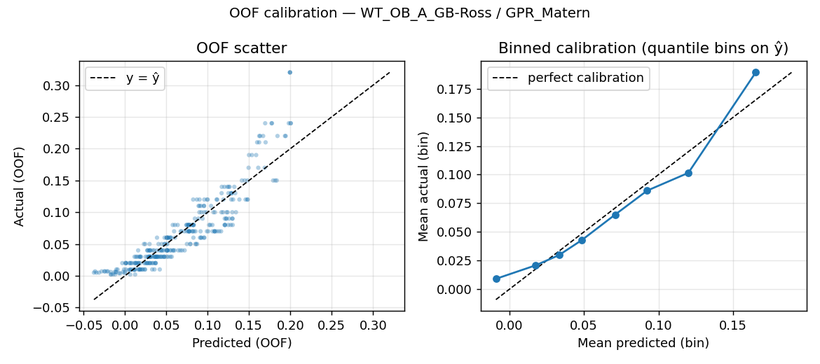 OOF calibration — WT_OB_A_GB-Ross / GPR_Matern
OOF scatter
y = ŷ
0.30
0.25
0.20
0.15
0.10
0.05
0.00
−0.05
Actual (OOF)
−0.05 0.00 0.05 0.10 0.15 0.20 0.25 0.30
Predicted (OOF)
Binned calibration (quantile bins on ŷ)
perfect calibration
0.175
0.150
0.125
0.100
0.075
0.050
0.025
0.000
Mean actual (bin)
0.00 0.05 0.10 0.15
Mean predicted (bin)